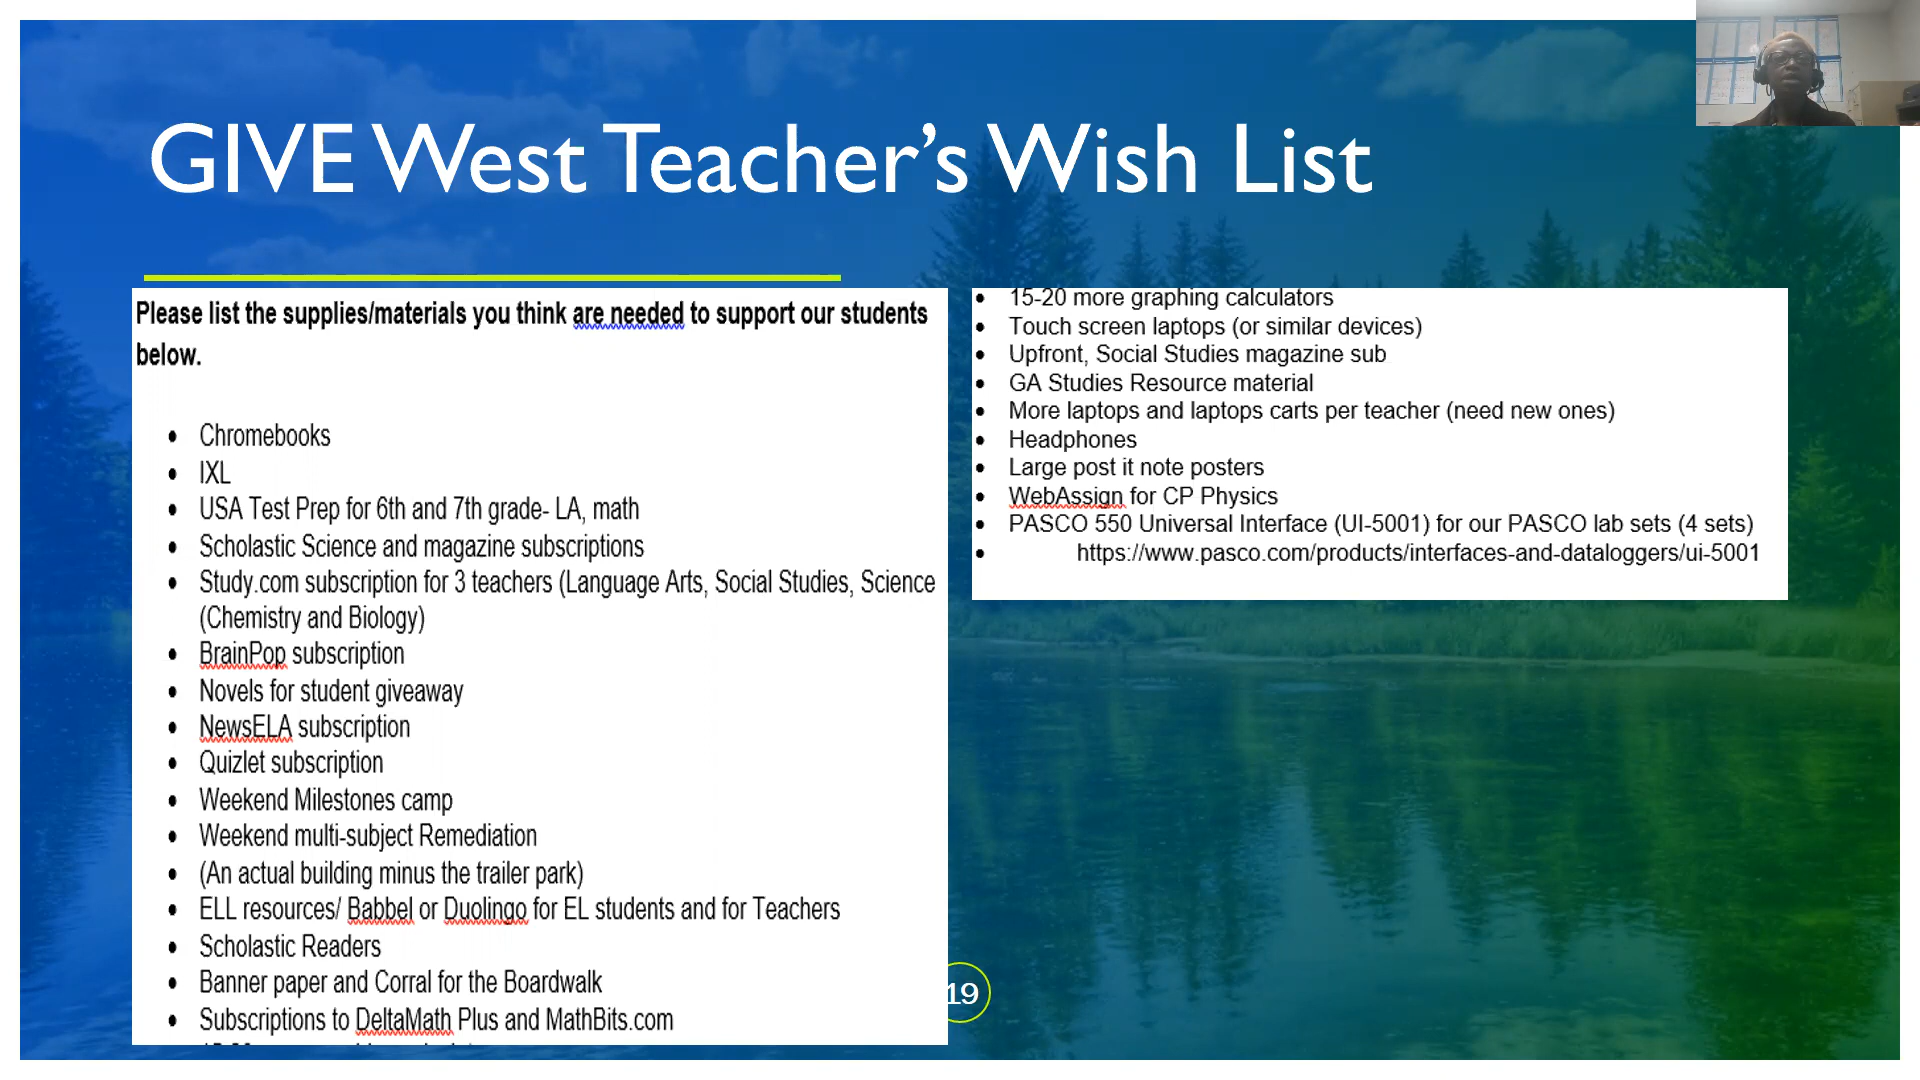 GIVE West Teacher’s Wish List
Please list the supplies/materials you think are needed to support our students
below.
• Chromebooks
• IXL
• USA Test Prep for 6th and 7th grade- LA, math
• Scholastic Science and magazine subscriptions
• Study.com subscription for 3 teachers (Language Arts, Social Studies, Science
(Chemistry and Biology)
• BrainPop subscription
• Novels for student giveaway
• NewsELA subscription
• Quizlet subscription
• Weekend Milestones camp
• Weekend multi-subject Remediation
• (An actual building minus the trailer park)
• ELL resources/ Babbel or Duolingo for EL students and for Teachers
• Scholastic Readers
• Banner paper and Corral for the Boardwalk
• Subscriptions to DeltaMath Plus and MathBits.com
• 15-20 more graphing calculators
• Touch screen laptops (or similar devices)
• Upfront, Social Studies magazine sub
• GA Studies Resource material
• More laptops and laptops carts per teacher (need new ones)
• Headphones
• Large post it note posters
• WebAssign for CP Physics
• PASCO 550 Universal Interface (UI-5001) for our PASCO lab sets (4 sets)
• https://www.pasco.com/products/interfaces-and-dataloggers/ui-5001
19